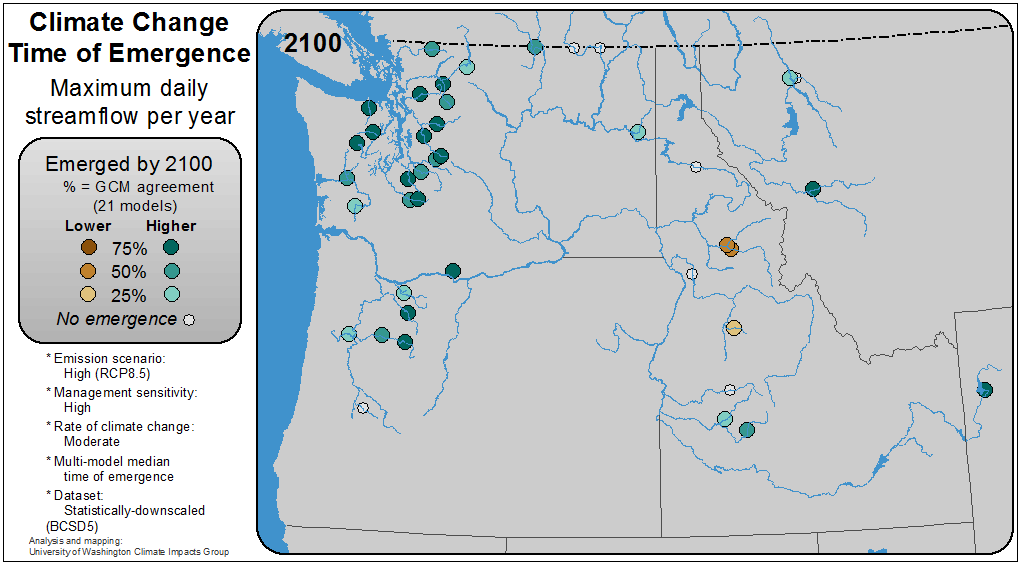 Climate Change
Time of Emergence
Maximum daily
streamflow per year
Emerged by 2100
% = GCM agreement
(21 models)
Lower Higher
75%
50%
25%
No emergence
* Emission scenario:
High (RCP8.5)
* Management sensitivity:
High
* Rate of climate change:
Moderate
* Multi-model median
time of emergence
* Dataset:
Statistically-downscaled
(BCSD5)
Analysis and mapping:
University of Washington Climate Impacts Group
2100